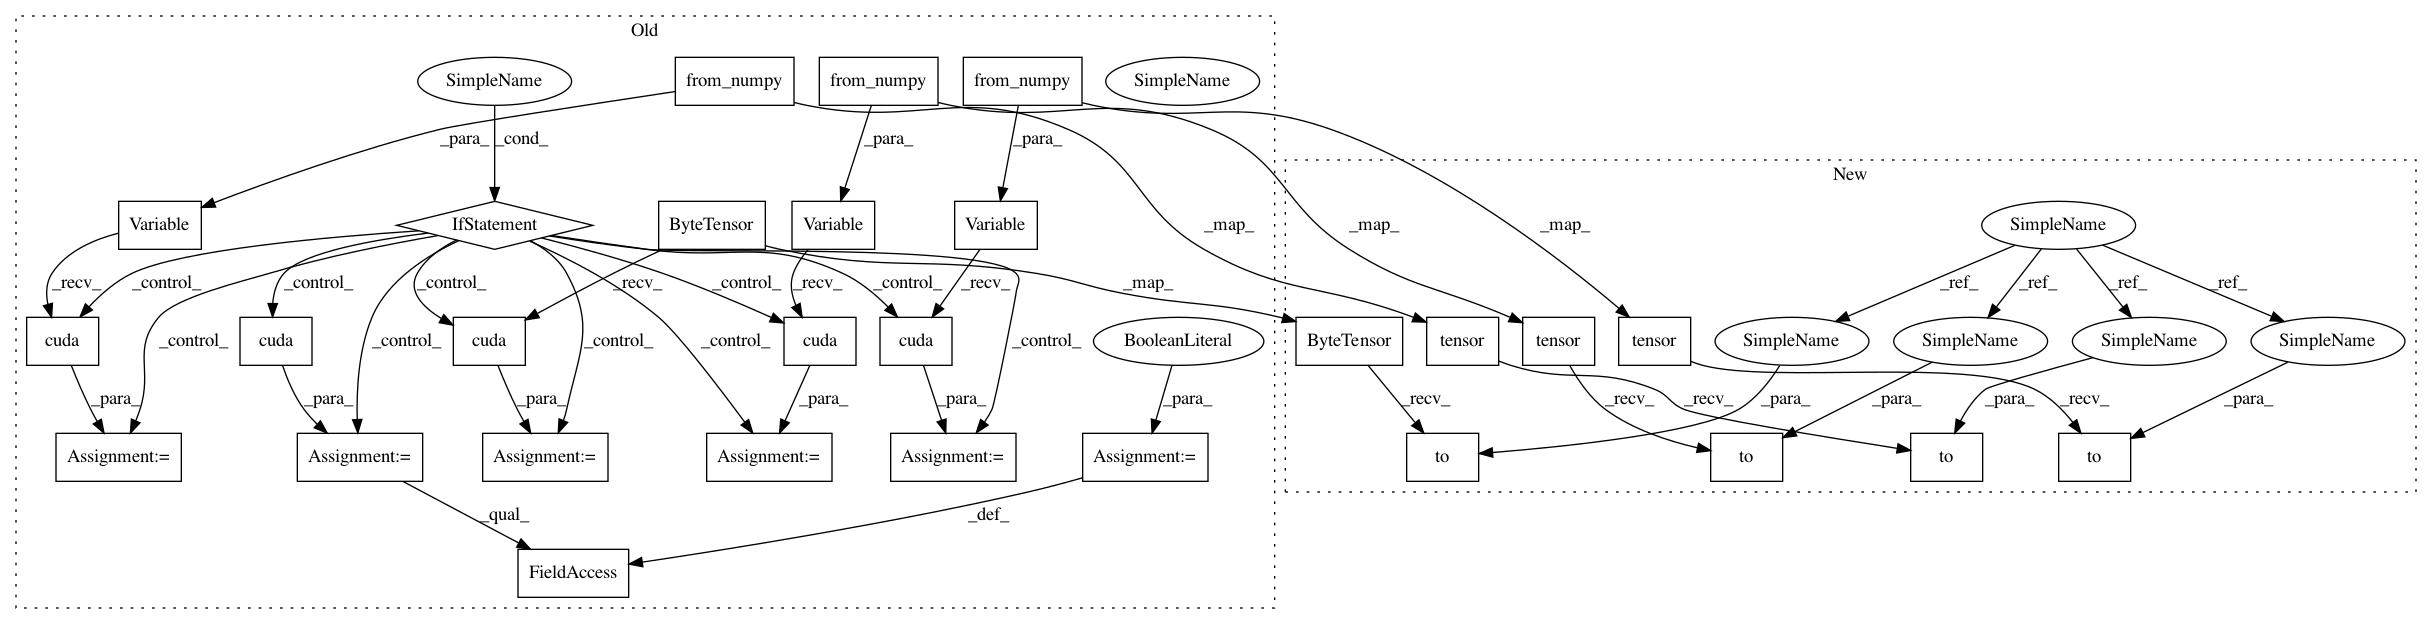 Old
SimpleName
from_numpy
from_numpy
from_numpy
SimpleName
_para_
_cond_
_para_
_para_
New
Variable
IfStatement
ByteTensor
Variable
Variable
_map_
_map_
_map_
SimpleName
_recv_
_control_
_control_
_control_
_recv_
_control_
_recv_
_control_
_recv_
_map_
_ref_
_ref_
_ref_
_ref_
cuda
_control_
cuda
_control_
cuda
_control_
_control_
cuda
cuda
_control_
BooleanLiteral
ByteTensor
tensor
tensor
tensor
SimpleName
SimpleName
SimpleName
SimpleName
_para_
_para_
_para_
_para_
_para_
_para_
_recv_
_recv_
_recv_
_para_
_para_
_para_
_recv_
_para_
Assignment:=
Assignment:=
Assignment:=
Assignment:=
Assignment:=
Assignment:=
to
to
to
to
_qual_
_def_
FieldAccess